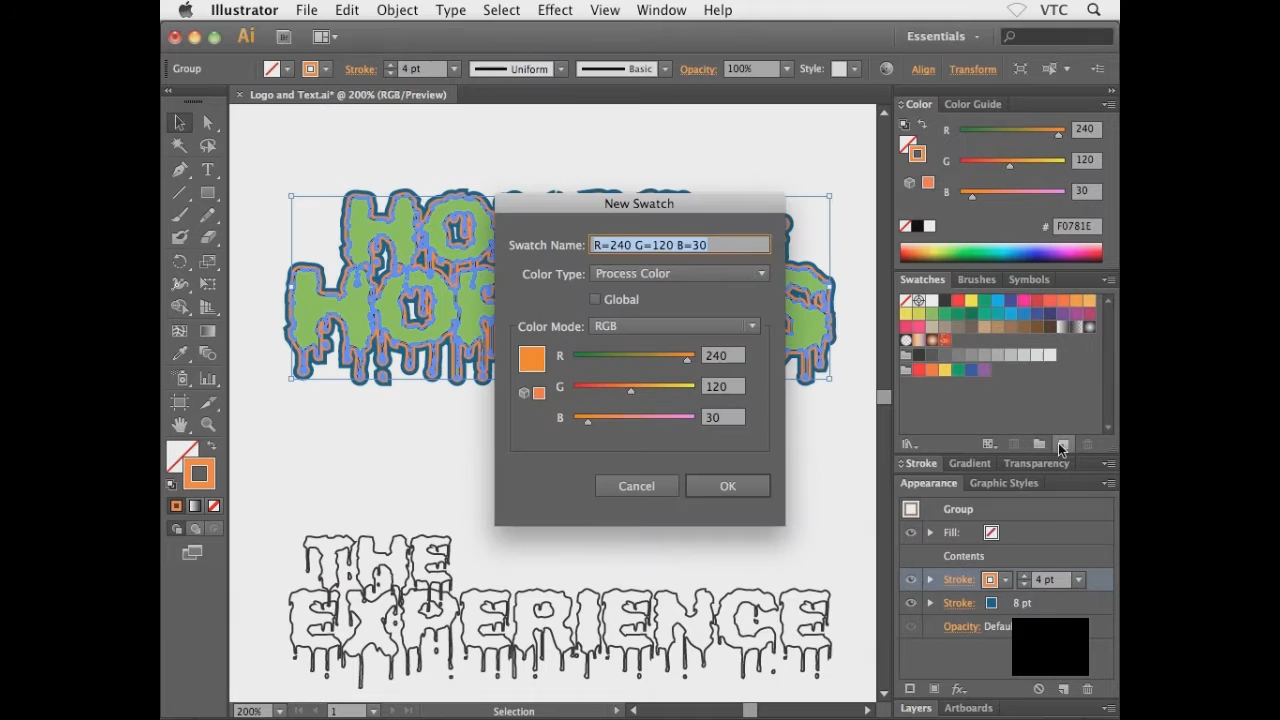 Illustrator File Edit Object Type Select Effect View Window Help VTC
Ai Br Essentials
Group Stroke: 4 pt Uniform Basic Opacity: 100% Style: Align Transform
Logo and Text.ai* @ 200% (RGB/Preview)
Color Color Guide
R 240
G 120
B 30
# F0781E
Swatches Brushes Symbols
New Swatch
Swatch Name: R=240 G=120 B=30
Color Type: Process Color
Global
Color Mode: RGB
R 240
G 120
B 30
Cancel OK
Stroke Gradient Transparency
Appearance Graphic Styles
Group
Fill:
Contents
Stroke: 4 pt
Stroke: 8 pt
Opacity:
THE
EXPERIENCE
fx
200% 1 Selection
Layers Artboards